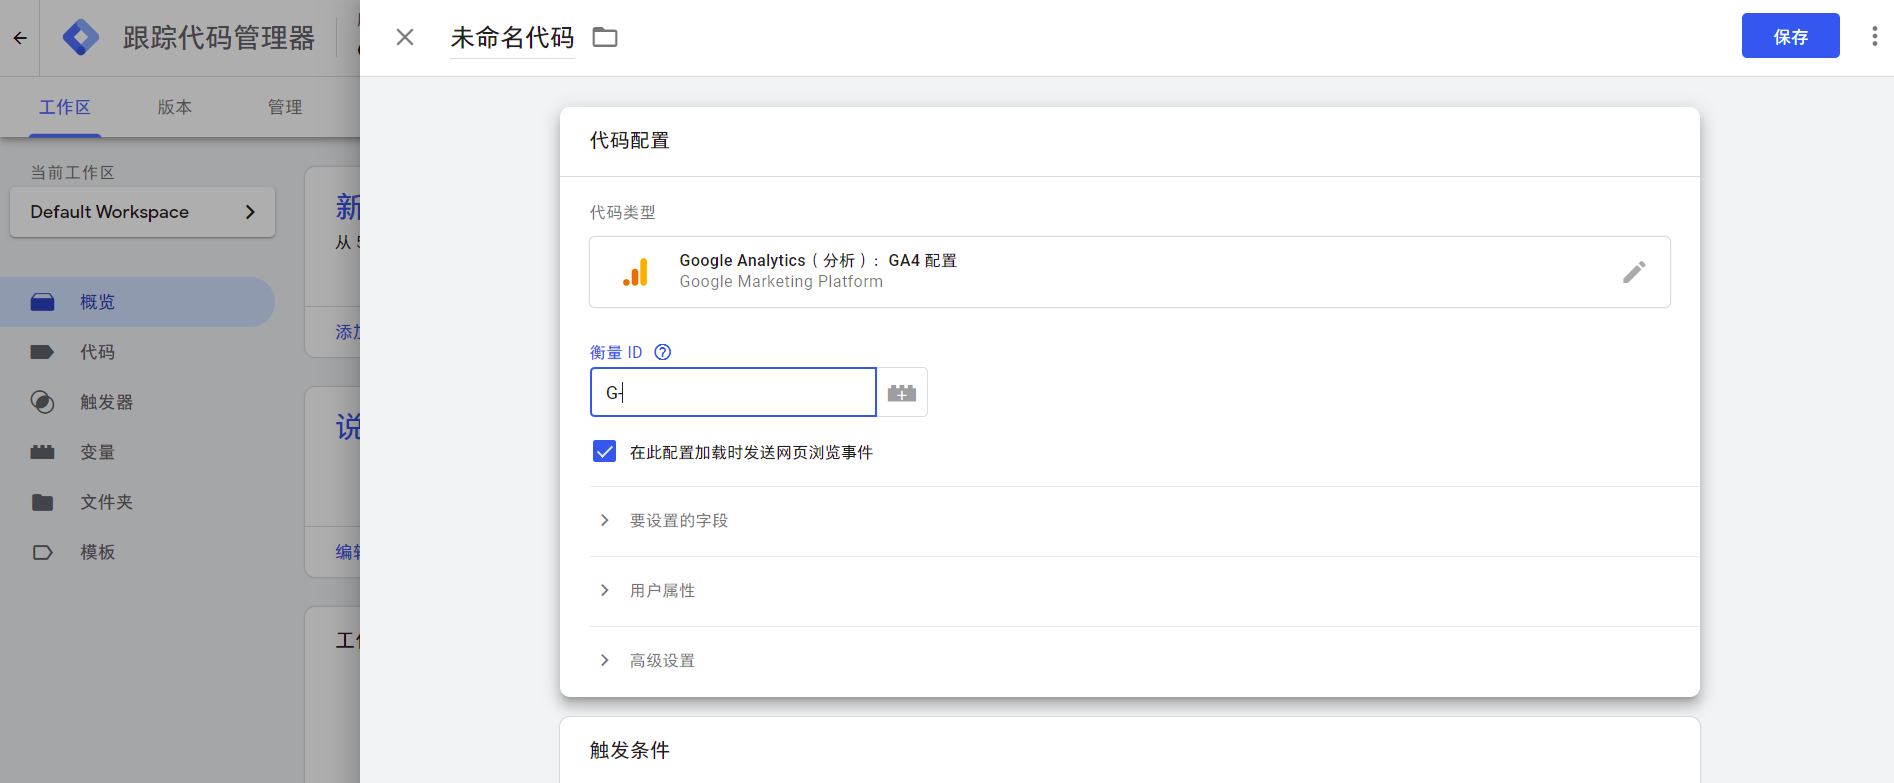 跟踪代码管理器
未命名代码
保存
工作区
版本
管理
当前工作区
Default Workspace
概览
代码
触发器
变量
文件夹
模板
新
从 5
添加
说
编辑
工作
代码配置
代码类型
Google Analytics（分析）：GA4 配置
Google Marketing Platform
衡量 ID
G-
在此配置加载时发送网页浏览事件
要设置的字段
用户属性
高级设置
触发条件